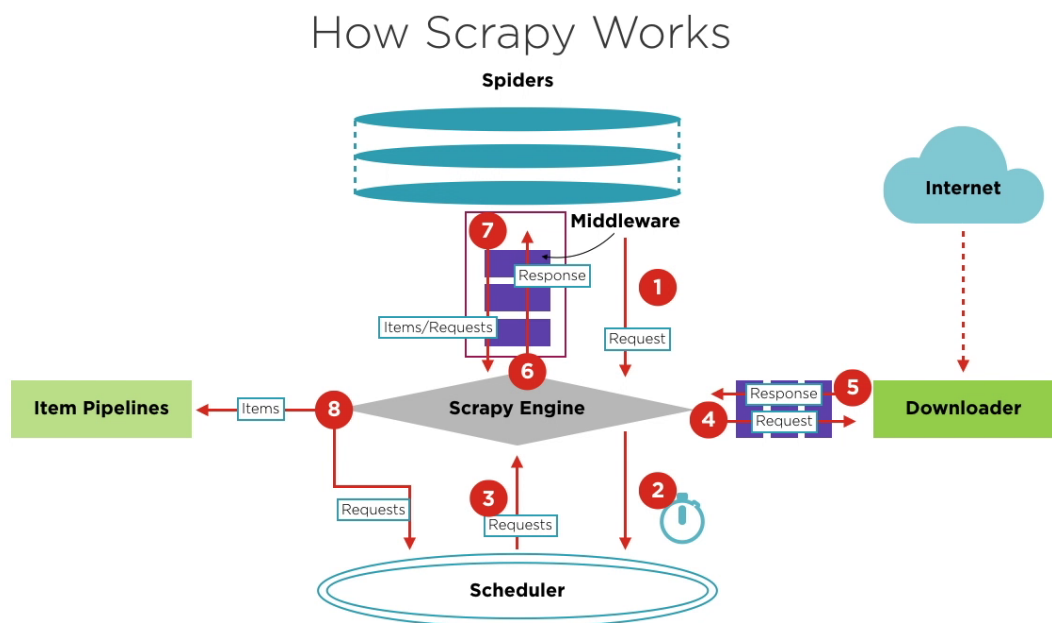 How Scrapy Works
Spiders
Internet
7
Middleware
Response
1
Items/Requests
Request
6
5
Item Pipelines
Items
8
Scrapy Engine
4
Response
Request
Downloader
3
2
Requests
Requests
Scheduler